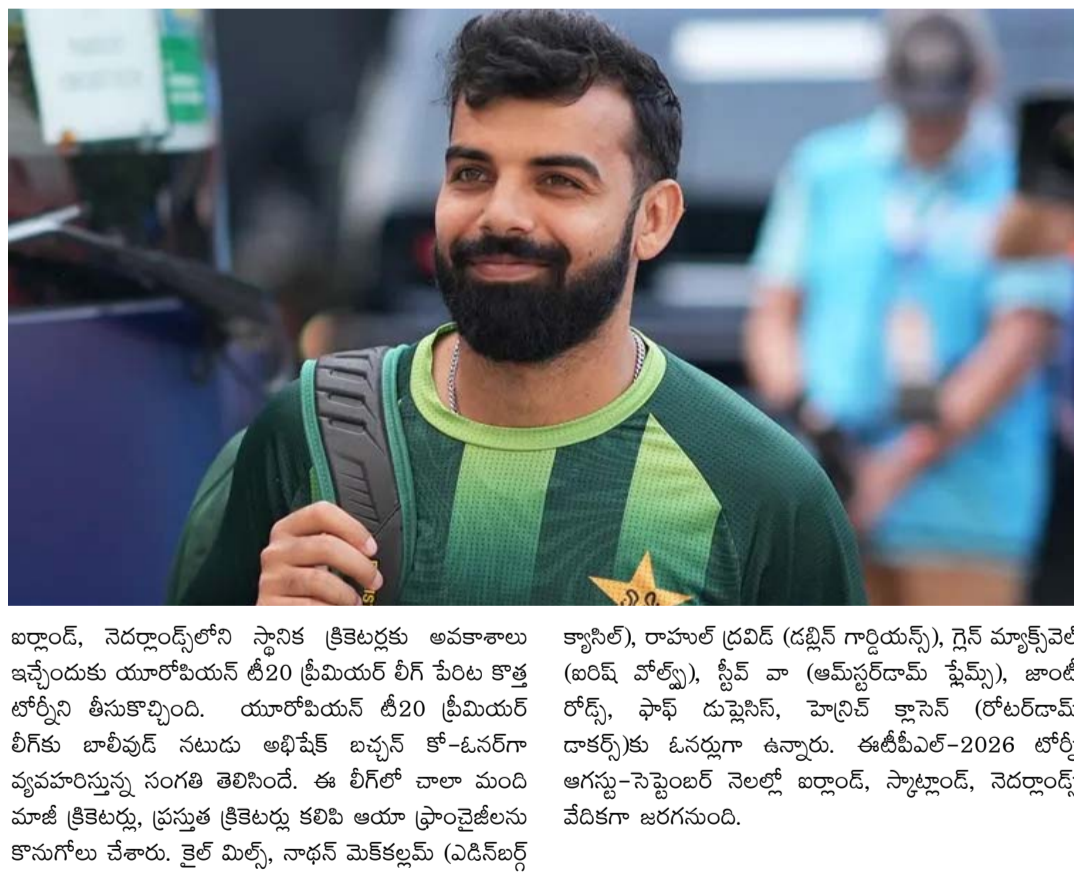 ఐర్లాండ్, నెదర్లాండ్స్‌లోని స్థానిక క్రికెటర్లకు అవకాశాలు
ఇచ్చేందుకు యూరోపియన్ టీ20 ప్రీమియర్ లీగ్ పేరిట కొత్త
టోర్నీని తీసుకొచ్చింది. యూరోపియన్ టీ20 ప్రీమియర్
లీగ్‌కు బాలీవుడ్ నటుడు అభిషేక్ బచ్చన్ కో-ఓనర్‌గా
వ్యవహరిస్తున్న సంగతి తెలిసిందే. ఈ లీగ్‌లో చాలా మంది
మాజీ క్రికెటర్లు, ప్రస్తుత క్రికెటర్లు కలిపి ఆయా ఫ్రాంచైజీలను
కొనుగోలు చేశారు. కైల్ మిల్స్, నాథన్ మెక్‌కల్లమ్ (ఎడిన్‌బర్గ్
క్యాసిల్), రాహుల్ ద్రవిడ్ (డబ్లిన్ గార్డియన్స్), గ్లెన్ మ్యాక్స్‌వెల్
(ఐరిష్ వోల్వ్స్), స్టీవ్ వా (ఆమ్‌స్టర్‌డామ్ ఫ్లేమ్స్), జాంటీ
రోడ్స్, ఫాఫ్ డుప్లెసిస్, హెన్రిచ్ క్లాసెన్ (రోటర్‌డామ్
డాకర్స్)కు ఓనర్లుగా ఉన్నారు. ఈటీపీఎల్-2026 టోర్నీ
ఆగస్టు-సెప్టెంబర్ నెలల్లో ఐర్లాండ్, స్కాట్లాండ్, నెదర్లాండ్స్
వేదికగా జరగనుంది.